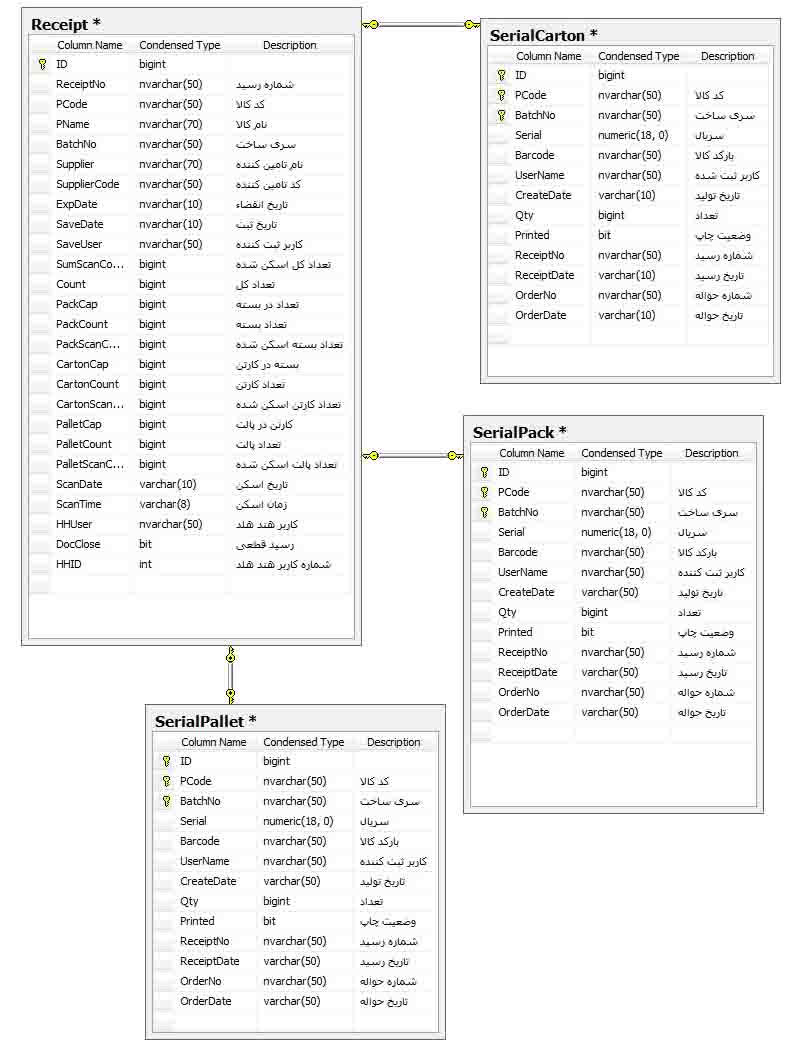 Receipt *
Column Name Condensed Type Description
ID bigint
ReceiptNo nvarchar(50) شماره رسید
PCode nvarchar(50) کد کالا
PName nvarchar(70) نام کالا
BatchNo nvarchar(50) سری ساخت
Supplier nvarchar(70) نام تامین کننده
SupplierCode nvarchar(50) کد تامین کننده
ExpDate nvarchar(10) تاریخ انقضاء
SaveDate nvarchar(10) تاریخ ثبت
SaveUser nvarchar(50) کاربر ثبت کننده
SumScanCo... bigint تعداد کل اسکن شده
Count bigint تعداد کل
PackCap bigint تعداد در بسته
PackCount bigint تعداد بسته
PackScanC... bigint تعداد بسته اسکن شده
CartonCap bigint بسته در کارتن
CartonCount bigint تعداد کارتن
CartonScan... bigint تعداد کارتن اسکن شده
PalletCap bigint کارتن در پالت
PalletCount bigint تعداد پالت
PalletScanC... bigint تعداد پالت اسکن شده
ScanDate varchar(10) تاریخ اسکن
ScanTime varchar(8) زمان اسکن
HHUser nvarchar(50) کاربر هند هلد
DocClose bit رسید قطعی
HHID int شماره کاربر هند هلد
SerialCarton *
Column Name Condensed Type Description
ID bigint
PCode nvarchar(50) کد کالا
BatchNo nvarchar(50) سری ساخت
Serial numeric(18, 0) سریال
Barcode nvarchar(50) بارکد کالا
UserName nvarchar(50) کاربر ثبت شده
CreateDate varchar(10) تاریخ تولید
Qty bigint تعداد
Printed bit وضعیت چاپ
ReceiptNo nvarchar(50) شماره رسید
ReceiptDate varchar(10) تاریخ رسید
OrderNo nvarchar(50) شماره حواله
OrderDate varchar(10) تاریخ حواله
SerialPack *
Column Name Condensed Type Description
ID bigint
PCode nvarchar(50) کد کالا
BatchNo nvarchar(50) سری ساخت
Serial numeric(18, 0) سریال
Barcode nvarchar(50) بارکد کالا
UserName nvarchar(50) کاربر ثبت کننده
CreateDate varchar(50) تاریخ تولید
Qty bigint تعداد
Printed bit وضعیت چاپ
ReceiptNo nvarchar(50) شماره رسید
ReceiptDate varchar(50) تاریخ رسید
OrderNo nvarchar(50) شماره حواله
OrderDate varchar(50) تاریخ حواله
SerialPallet *
Column Name Condensed Type Description
ID bigint
PCode nvarchar(50) کد کالا
BatchNo nvarchar(50) سری ساخت
Serial numeric(18, 0) سریال
Barcode nvarchar(50) بارکد کالا
UserName nvarchar(50) کاربر ثبت کننده
CreateDate varchar(50) تاریخ تولید
Qty bigint تعداد
Printed bit وضعیت چاپ
ReceiptNo nvarchar(50) شماره رسید
ReceiptDate varchar(50) تاریخ رسید
OrderNo nvarchar(50) شماره حواله
OrderDate varchar(50) تاریخ حواله